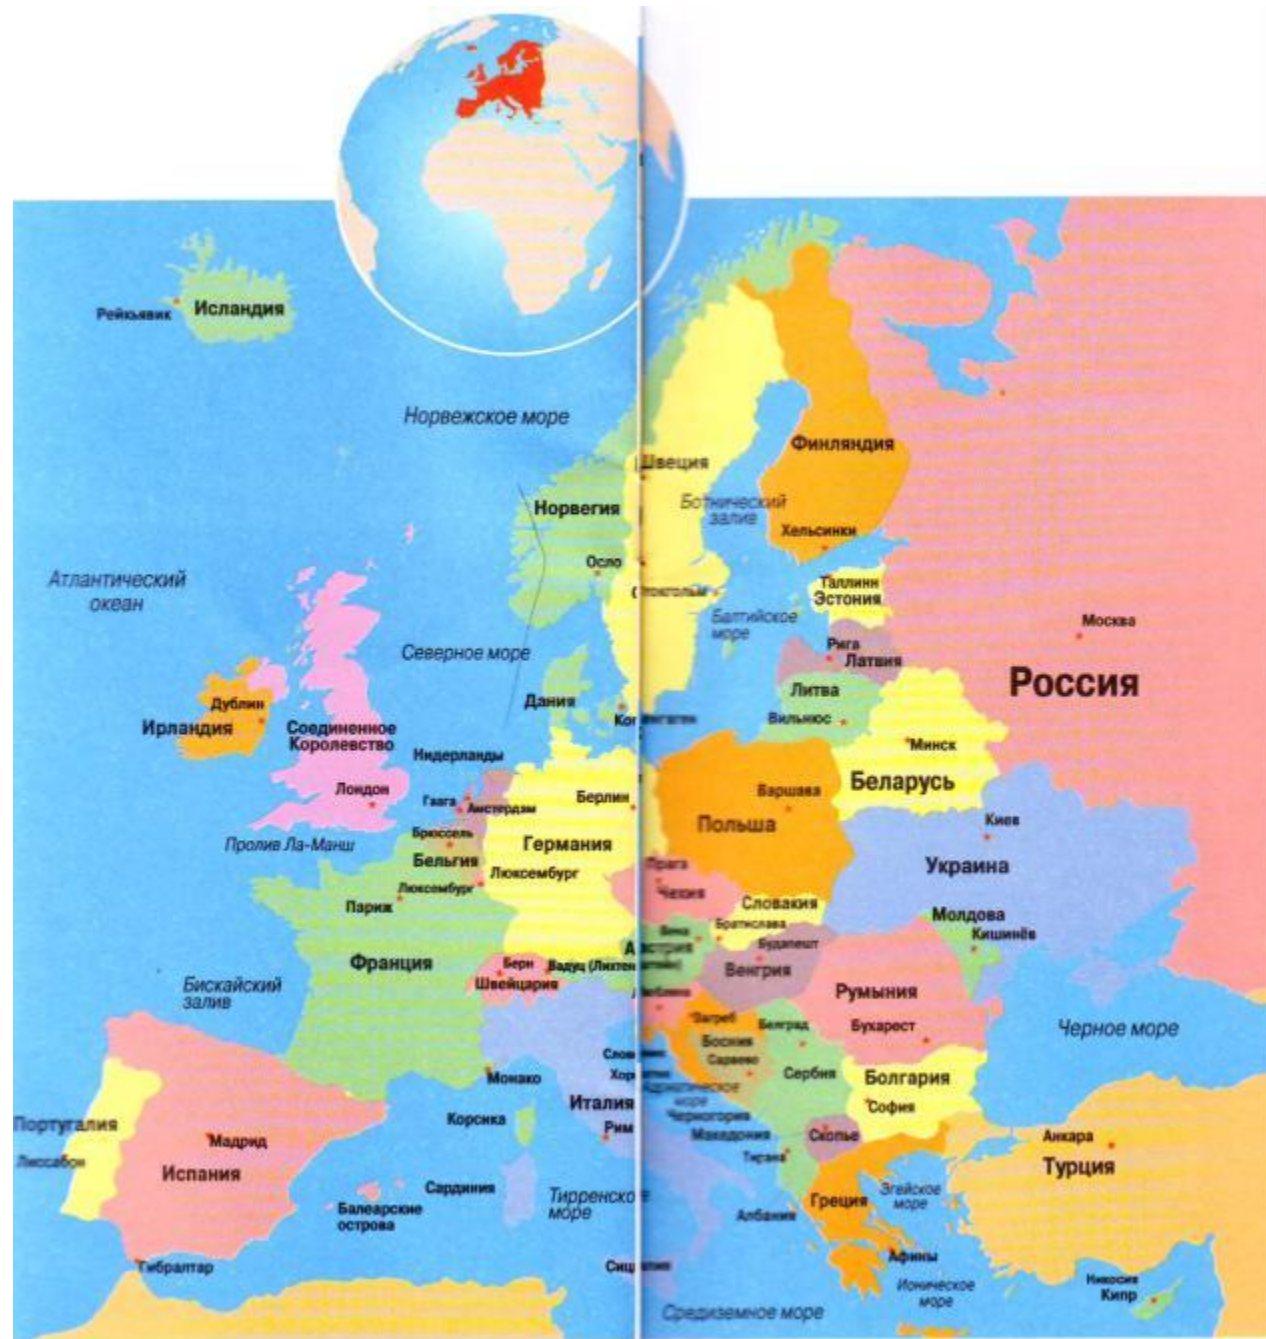 Рейкьявик
Исландия
Норвежское море
Финляндия
Швеция
Норвегия
Ботнический
залив
Хельсинки
Осло
Атлантический
океан
Таллинн
Эстония
Балтийское
море
Москва
Рига
Латвия
Северное море
Россия
Литва
Дублин
Дания
Ирландия
Соединенное
Королевство
Вильнюс
Минск
Нидерланды
Беларусь
Лондон
Варшава
Берлин
Гаага
Амстердам
Киев
Польша
Брюссель
Пролив Ла-Манш
Германия
Бельгия
Украина
Прага
Люксембург
Люксембург
Чехия
Париж
Словакия
Молдова
Братислава
Вена
Кишинёв
Будапешт
Франция
Берн
Вадуц
Венгрия
Швейцария
Бискайский
залив
Румыния
Загреб
Белград
Бухарест
Черное море
Босния
Сараево
Сербия
Монако
Болгария
Адриатическое
море
Италия
София
Корсика
Черногория
Португалия
Рим
Македония
Скопье
Анкара
Мадрид
Тирана
Турция
Лиссабон
Испания
Сардиния
Тирренское
море
Балеарские
острова
Греция
Эгейское
море
Албания
Гибралтар
Афины
Сицилия
Ионическое
море
Никосия
Кипр
Средиземное море